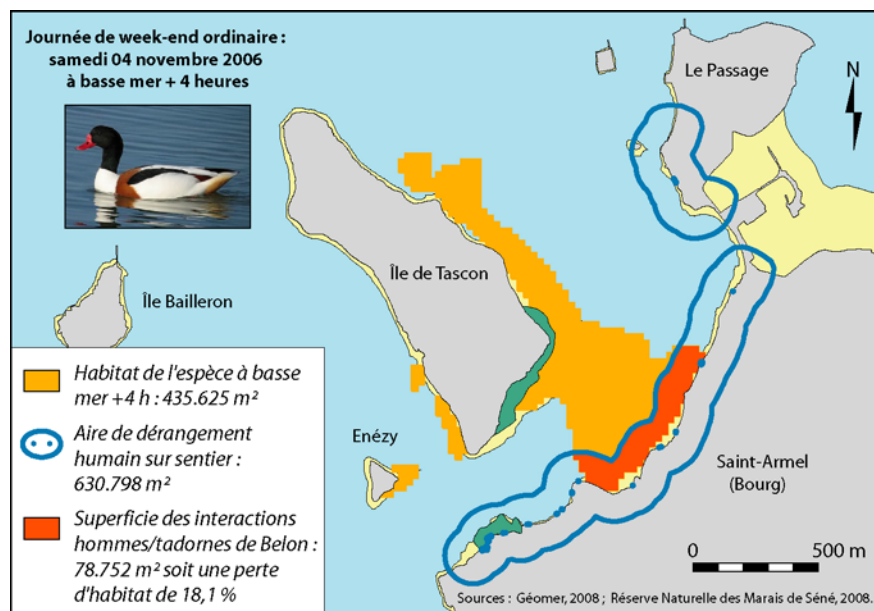 Journée de week-end ordinaire :
samedi 04 novembre 2006
à basse mer + 4 heures
Le Passage
N
Île de Tascon
Île Bailleron
Habitat de l'espèce à basse
mer +4 h : 435.625 m²
Aire de dérangement
humain sur sentier :
630.798 m²
Superficie des interactions
hommes/tadornes de Belon :
78.752 m² soit une perte
d'habitat de 18,1 %
Enézy
Saint-Armel
(Bourg)
0 500 m
Sources : Géomer, 2008 ; Réserve Naturelle des Marais de Séné, 2008.